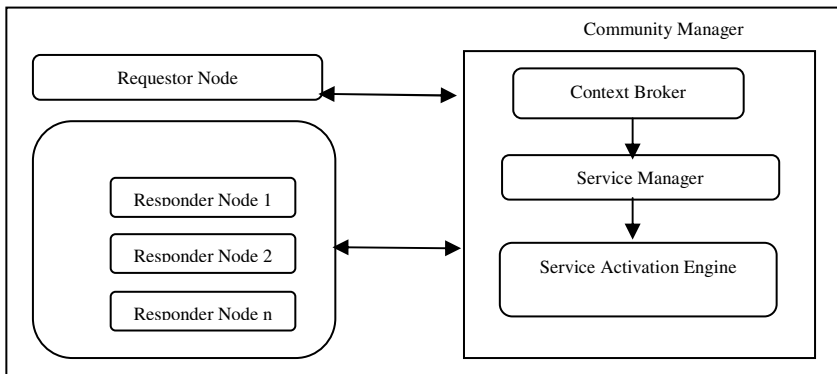 Community Manager
Requestor Node
Context Broker
Service Manager
Responder Node 1
Responder Node 2
Service Activation Engine
Responder Node n